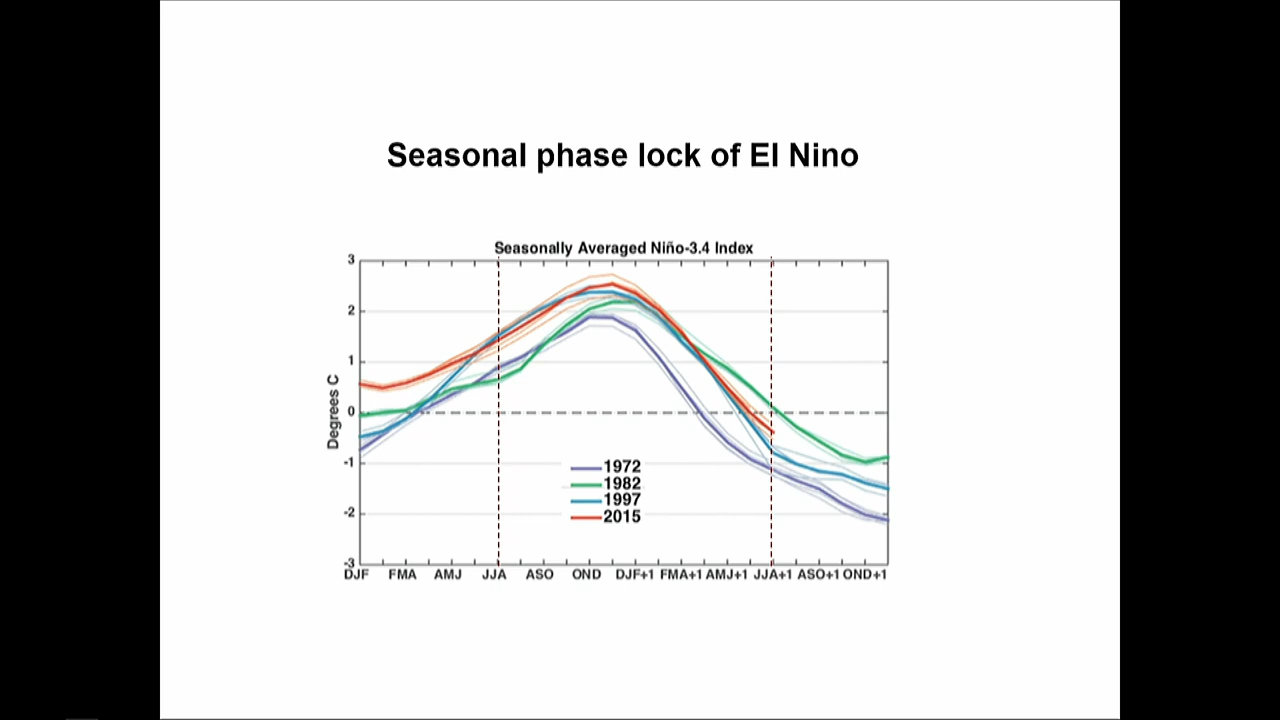 Seasonal phase lock of El Nino
Seasonally Averaged Niño-3.4 Index
3
2
1
0
-1
-2
-3
Degrees C
1972
1982
1997
2015
DJF FMA AMJ JJA ASO OND DJF+1 FMA+1 AMJ+1 JJA+1 ASO+1 OND+1